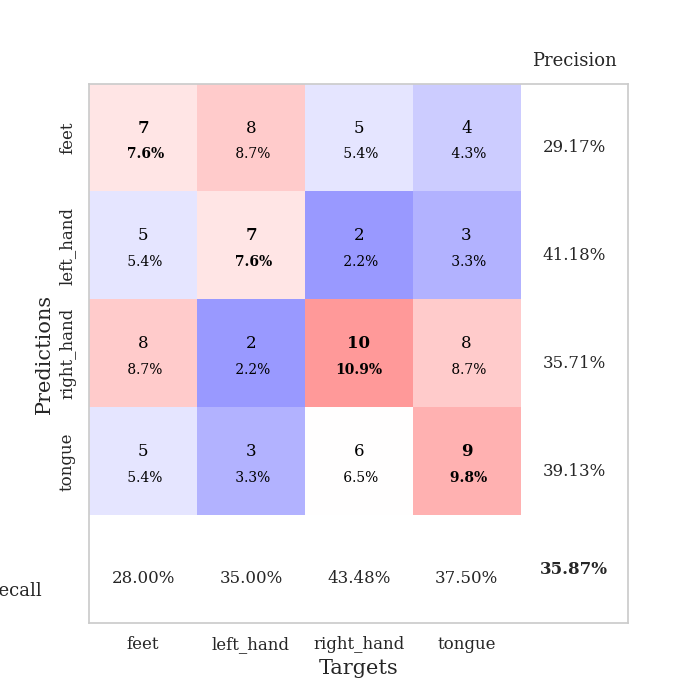 Precision
feet
7 8 5 4 29.17%
7.6% 8.7% 5.4% 4.3%
left_hand
5 7 2 3 41.18%
5.4% 7.6% 2.2% 3.3%
Predictions
right_hand
8 2 10 8 35.71%
8.7% 2.2% 10.9% 8.7%
tongue
5 3 6 9 39.13%
5.4% 3.3% 6.5% 9.8%
ecall 28.00% 35.00% 43.48% 37.50% 35.87%
feet left_hand right_hand tongue
Targets